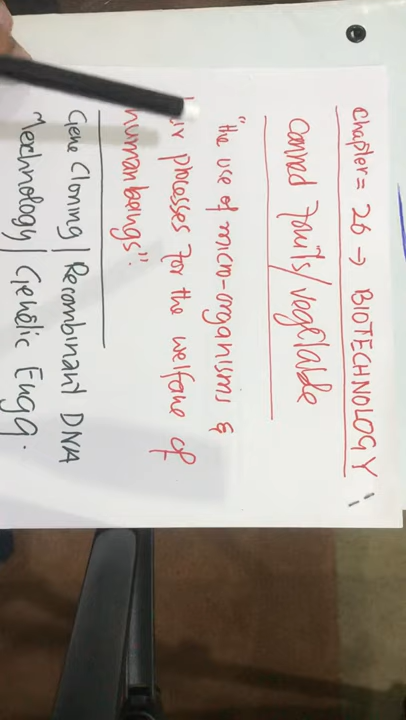 Chapter = 26 → BIOTECHNOLOGY
Canned Fruits/vegetable
"the use of micro-organisms &
processes for the welfare of
human beings".
Gene Cloning | Recombinant DNA
Technology | Genetic Engg.